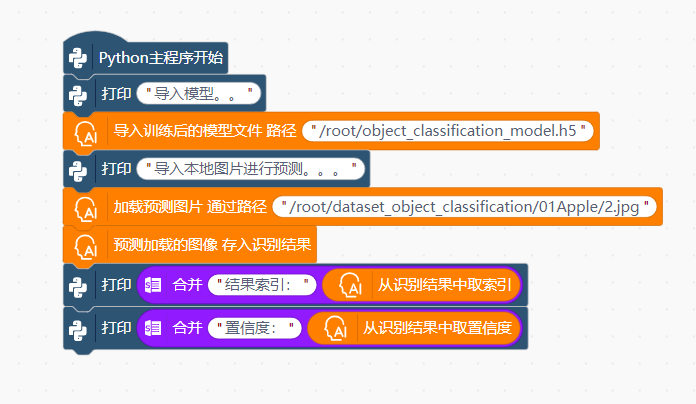 Python主程序开始
打印 "导入模型。。"
AI 导入训练后的模型文件 路径 "/root/object_classification_model.h5"
打印 "导入本地图片进行预测。。。"
AI 加载预测图片 通过路径 "/root/dataset_object_classification/01Apple/2.jpg"
AI 预测加载的图像 存入识别结果
打印 S 合并 "结果索引：" AI 从识别结果中取索引
打印 S 合并 "置信度：" AI 从识别结果中取置信度